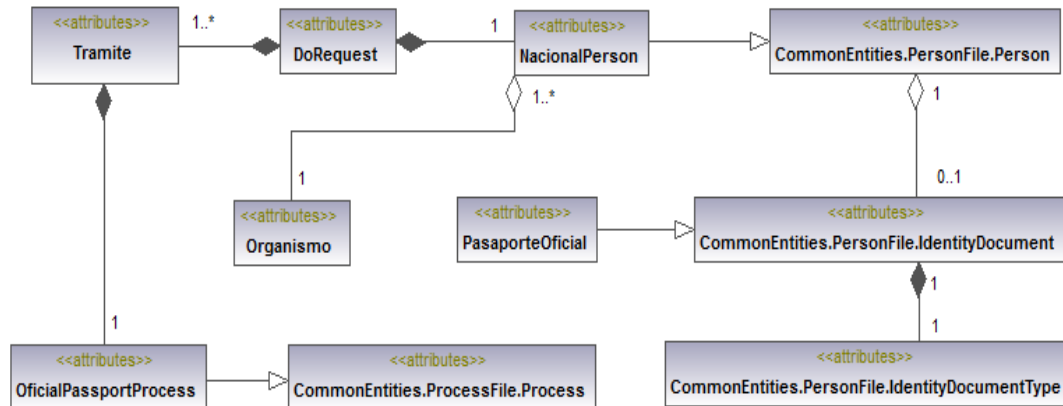 <<attributes>>
Tramite
1..*
<<attributes>>
DoRequest
1
<<attributes>>
NacionalPerson
1..*
<<attributes>>
CommonEntities.PersonFile.Person
1
0..1
1
<<attributes>>
Organismo
<<attributes>>
PasaporteOficial
<<attributes>>
CommonEntities.PersonFile.IdentityDocument
1
1
1
<<attributes>>
OficialPassportProcess
<<attributes>>
CommonEntities.ProcessFile.Process
<<attributes>>
CommonEntities.PersonFile.IdentityDocumentType